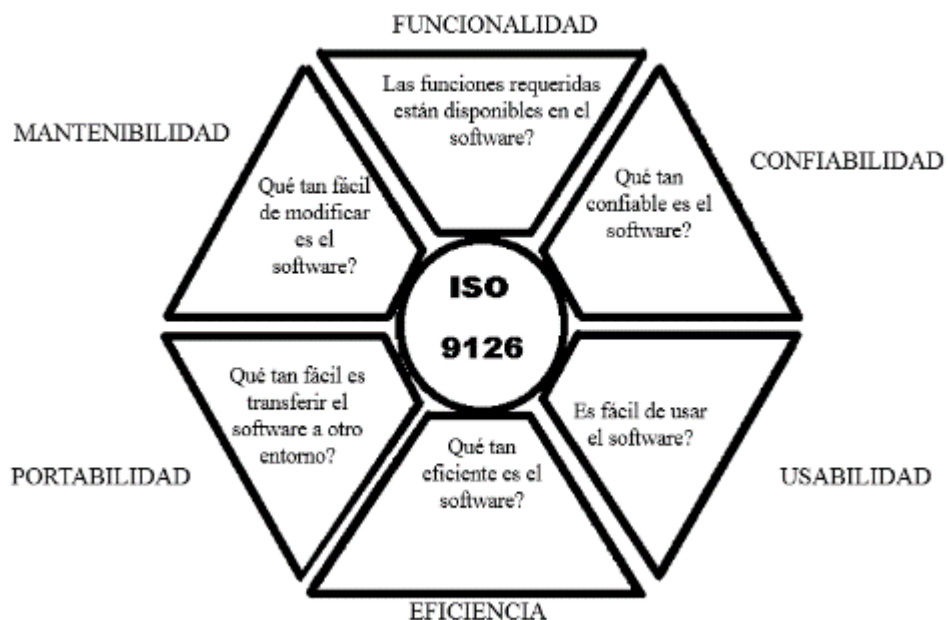 FUNCIONALIDAD
Las funciones requeridas
están disponibles en el
software?
MANTENIBILIDAD
Qué tan fácil
de modificar
es el
software?
CONFIABILIDAD
Qué tan
confiable es el
software?
ISO
9126
PORTABILIDAD
Qué tan fácil es
transferir el
software a otro
entorno?
Es fácil de usar
el software?
USABILIDAD
Qué tan
eficiente es el
software?
EFICIENCIA